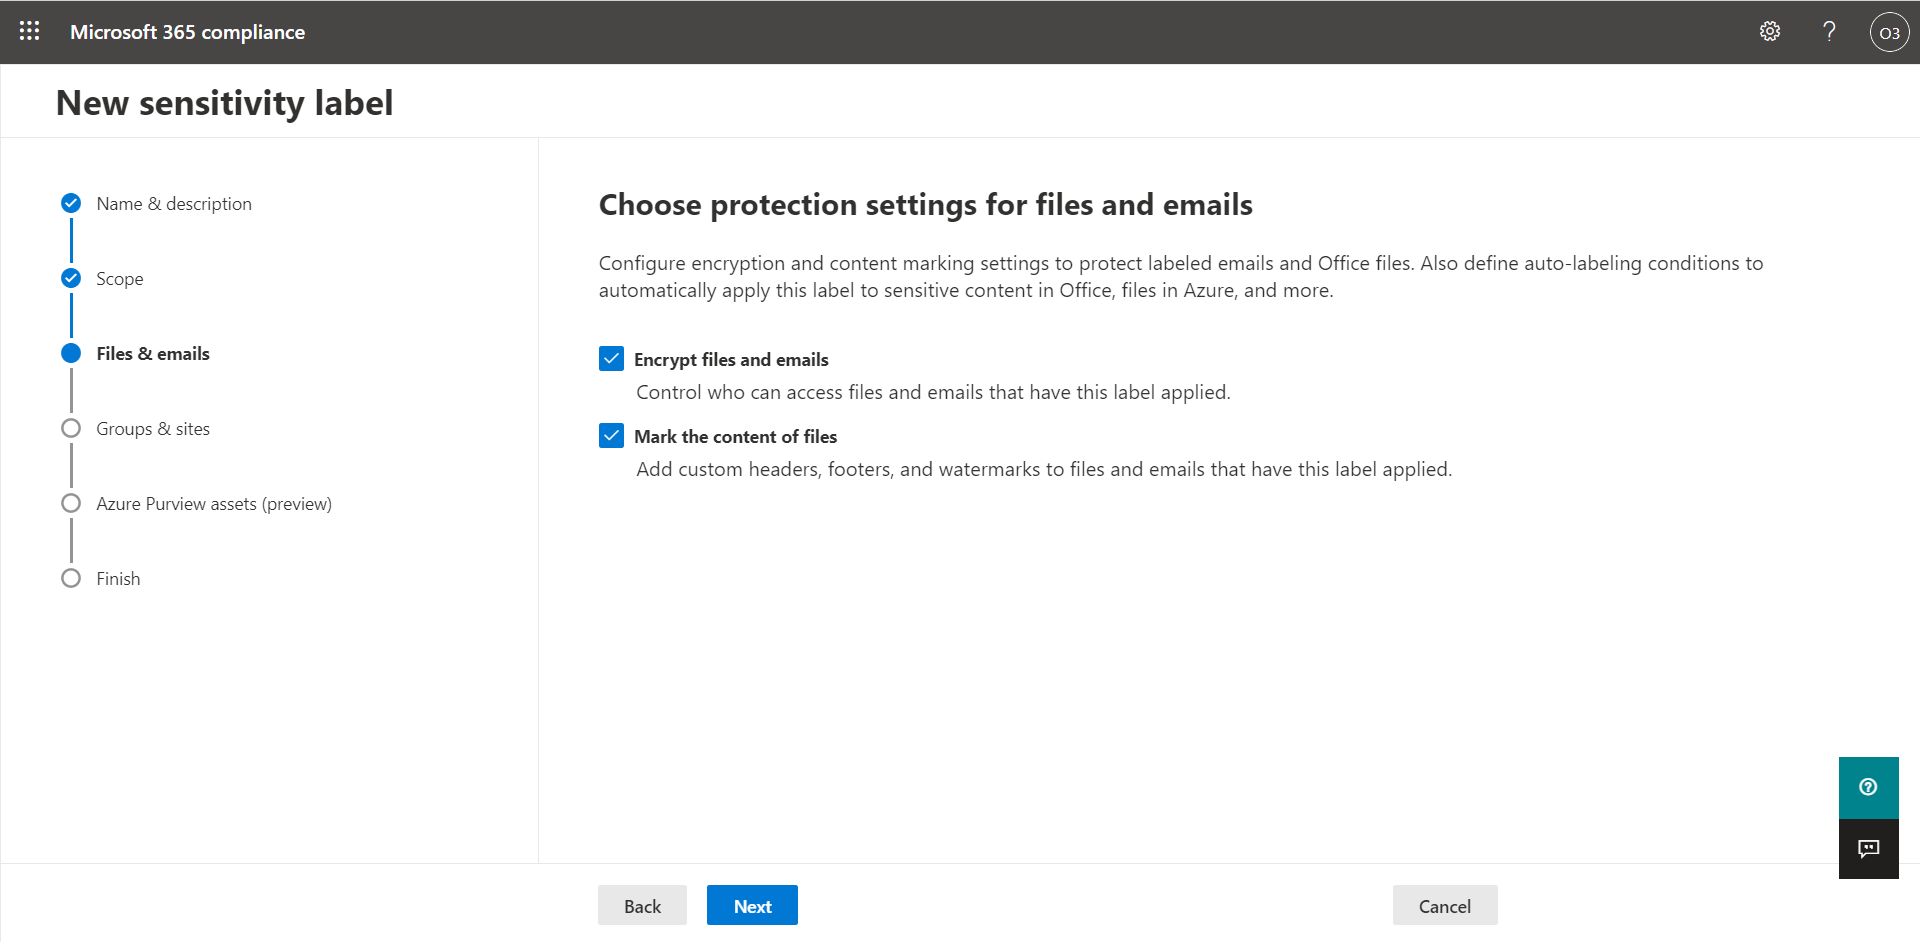 Microsoft 365 compliance
?
O3
New sensitivity label
Name & description
Scope
Files & emails
Groups & sites
Azure Purview assets (preview)
Finish
Choose protection settings for files and emails
Configure encryption and content marking settings to protect labeled emails and Office files. Also define auto-labeling conditions to
automatically apply this label to sensitive content in Office, files in Azure, and more.
Encrypt files and emails
Control who can access files and emails that have this label applied.
Mark the content of files
Add custom headers, footers, and watermarks to files and emails that have this label applied.
Back
Next
Cancel